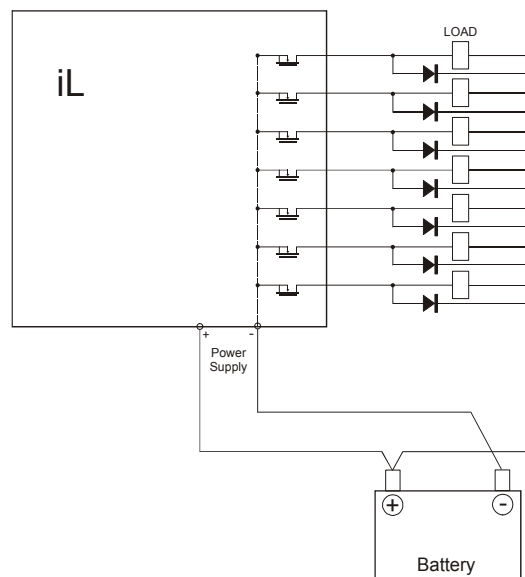 LOAD
iL
+
-
Power
Supply
+
-
Battery